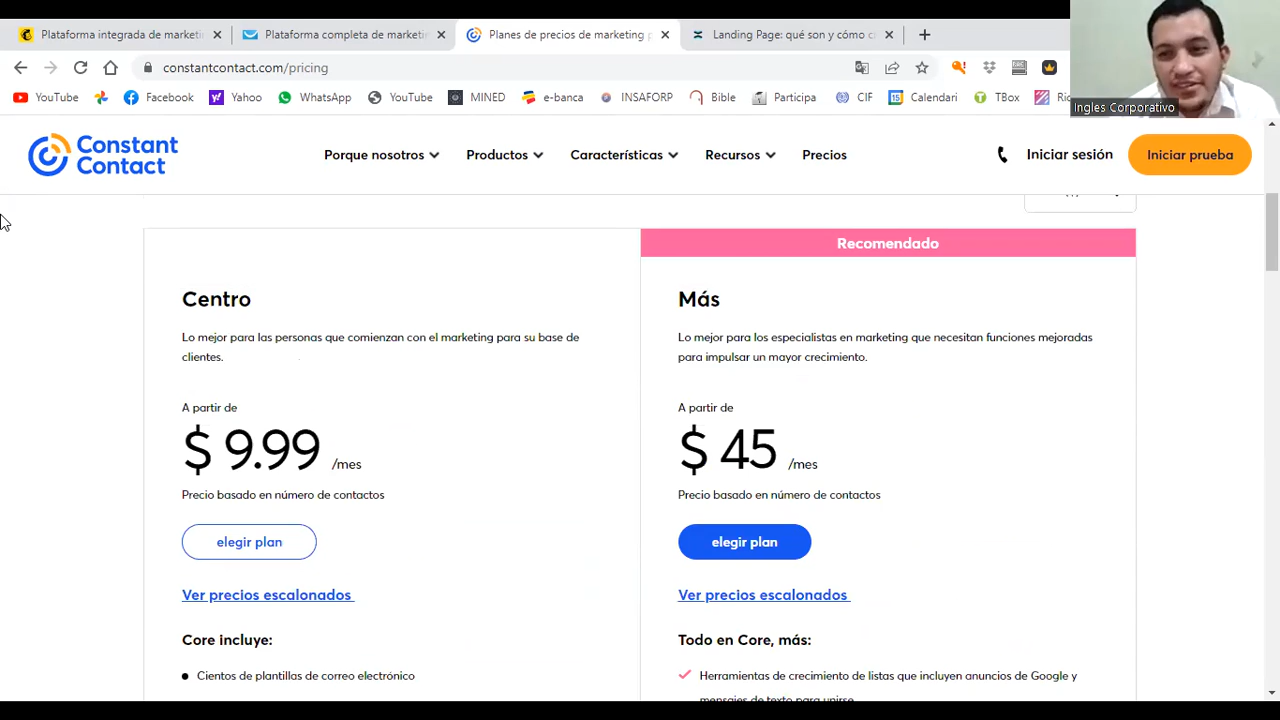 Plataforma integrada de marketi
Plataforma completa de marketin
Planes de precios de marketing p
Landing Page: qué son y cómo c
constantcontact.com/pricing
YouTube
Facebook
Yahoo
WhatsApp
YouTube
MINED
e-banca
INSAFORP
Bible
Participa
CIF
Calendari
TBox
Ingles Corporativo
Constant
Contact
Porque nosotros
Productos
Características
Recursos
Precios
Iniciar sesión
Iniciar prueba
Recomendado
Centro
Lo mejor para las personas que comienzan con el marketing para su base de
clientes.
A partir de
$ 9.99 /mes
Precio basado en número de contactos
elegir plan
Ver precios escalonados
Core incluye:
Cientos de plantillas de correo electrónico
Más
Lo mejor para los especialistas en marketing que necesitan funciones mejoradas
para impulsar un mayor crecimiento.
A partir de
$ 45 /mes
Precio basado en número de contactos
elegir plan
Ver precios escalonados
Todo en Core, más:
Herramientas de crecimiento de listas que incluyen anuncios de Google y
mensajes de texto para unirse